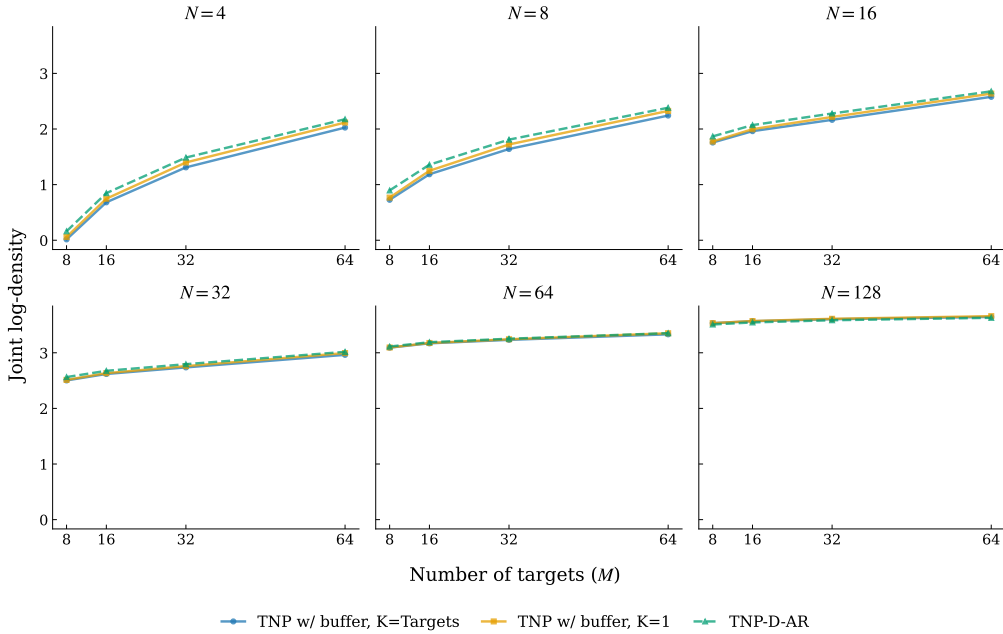 N=4 N=8 N=16
3
2
1
0
8 16 32 64 8 16 32 64 8 16 32 64
Joint log-density
N=32 N=64 N=128
3
2
1
0
8 16 32 64 8 16 32 64 8 16 32 64
Number of targets (M)
TNP w/ buffer, K=Targets TNP w/ buffer, K=1 TNP-D-AR